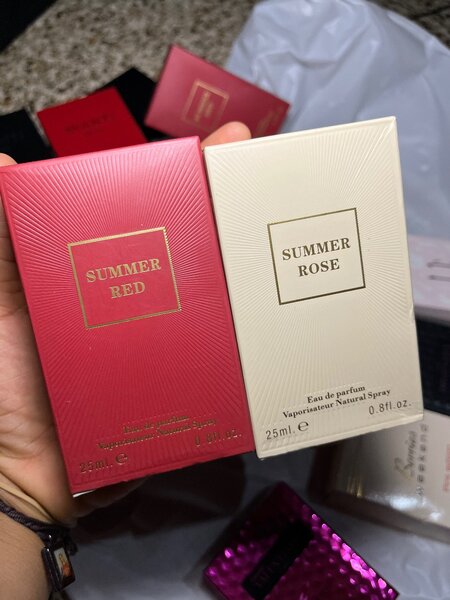 SUMMER
RED
Eau de parfum
Vaporisateur Natural Spray
25ml. e 0.8fl.oz.
SUMMER
ROSE
Eau de parfum
Vaporisateur Natural Spray
25ml. e 0.8fl.oz.
weekend